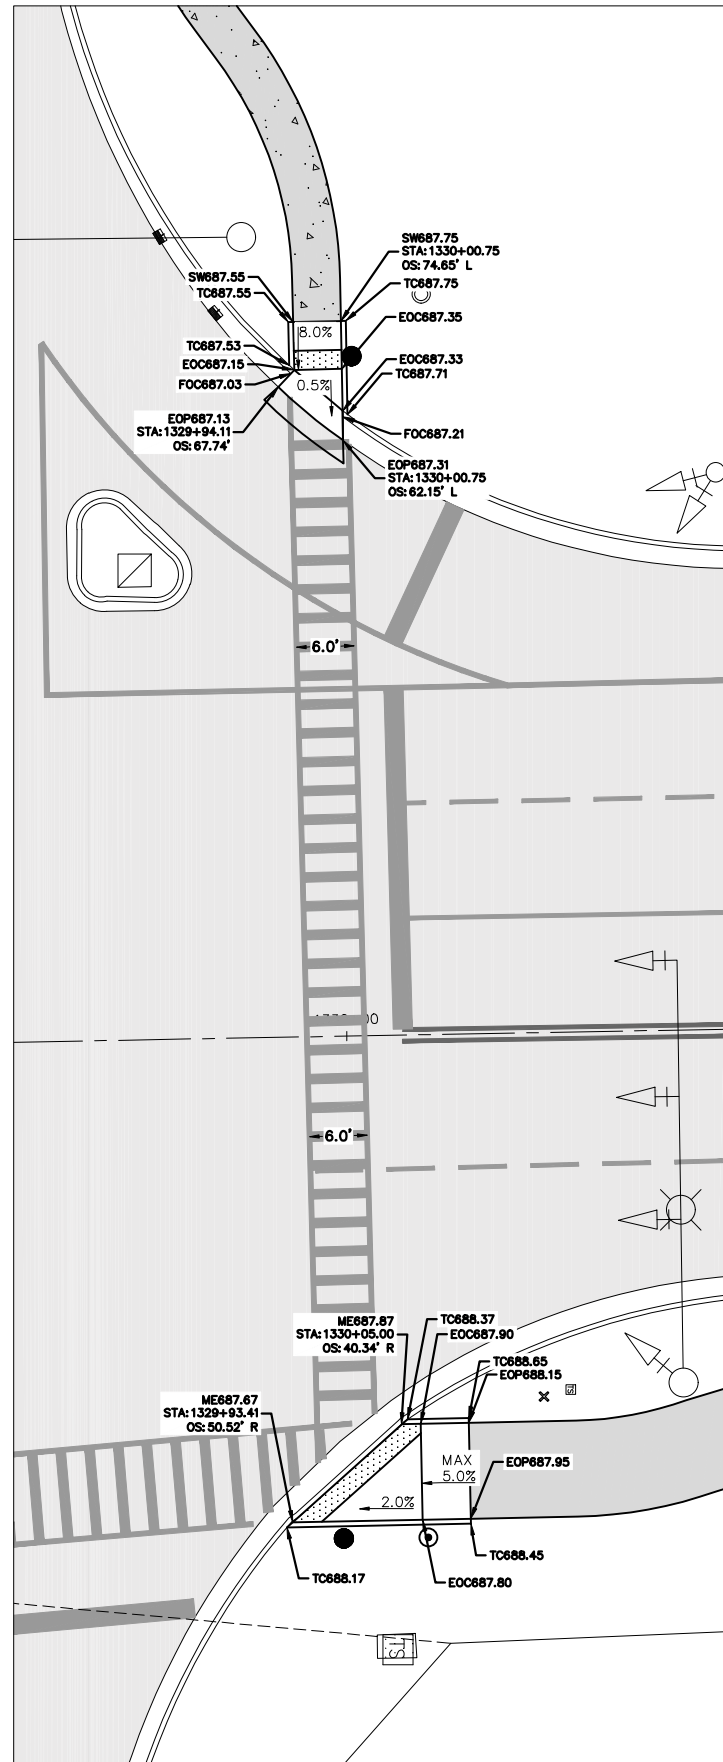 SW687.75
STA:1330+00.75
OS: 74.65' L
TC687.75
SW687.55
TC687.55
EOC687.35
8.0%
TC687.53
EOC687.15
FOC687.03
EOC687.33
TC687.71
0.5%
EOP687.13
STA:1329+94.11
OS: 67.74'
FOC687.21
EOP687.31
STA:1330+00.75
OS: 62.15' L
6.0'
6.0'
ME687.87
STA:1330+05.00
OS: 40.34' R
TC688.37
EOC687.90
TC688.65
EOP688.15
ME687.67
STA:1329+93.41
OS: 50.52' R
MAX
5.0%
EOP687.95
2.0%
TC688.45
TC688.17
EOC687.80